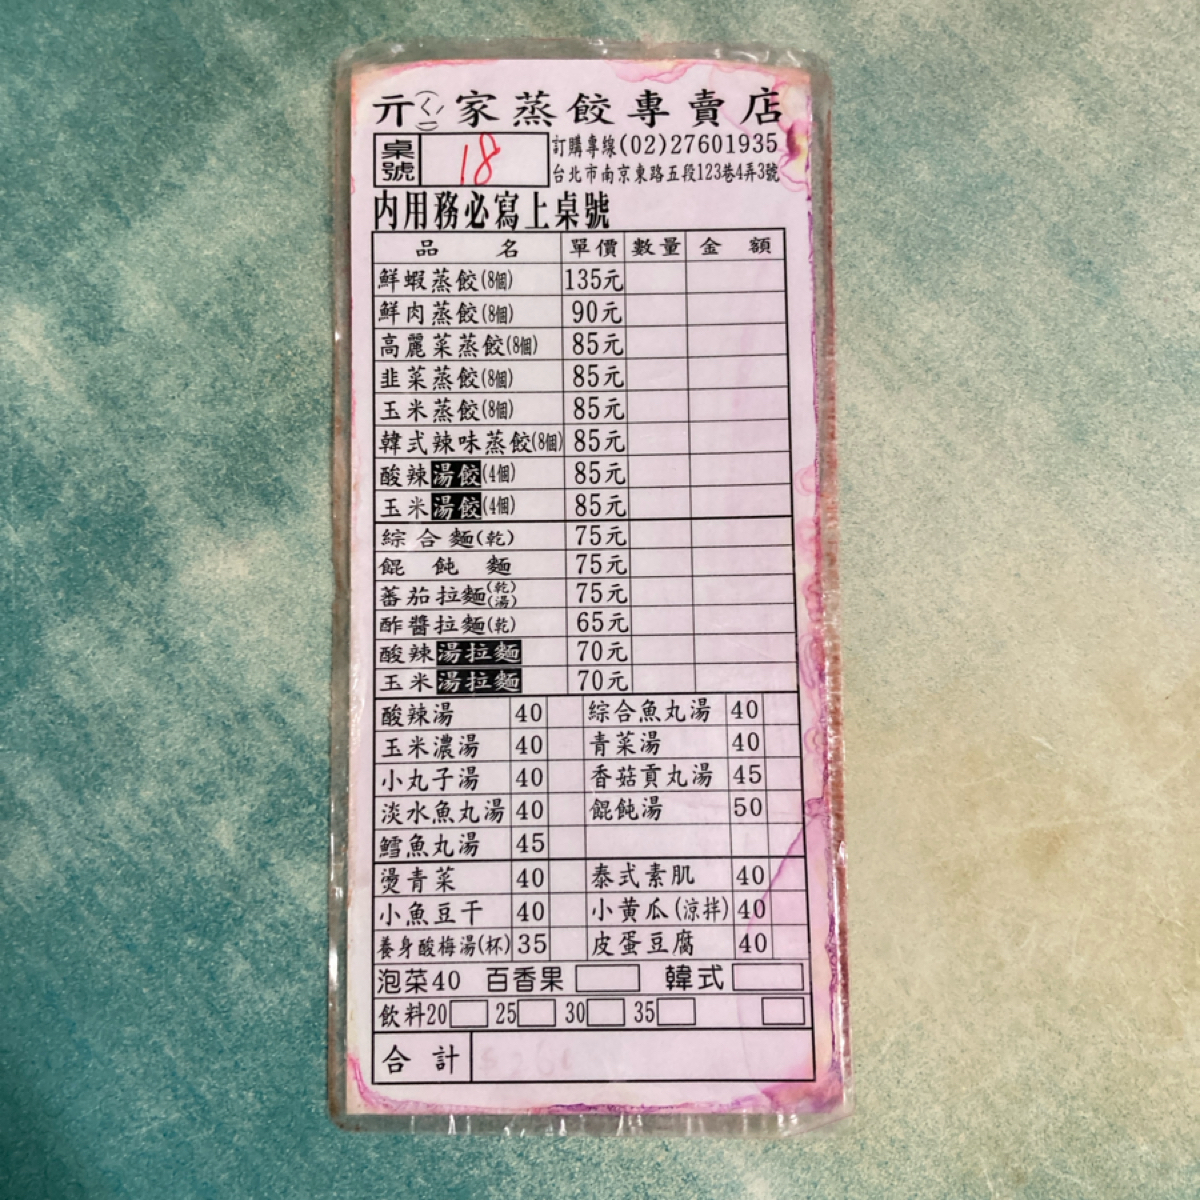 亓(ㄑㄧˊ)家蒸餃專賣店
桌號 18
訂購專線(02)27601935
台北市南京東路五段123巷4弄3號
內用務必寫上桌號
品名 單價 數量 金額
鮮蝦蒸餃(8個) 135元
鮮肉蒸餃(8個) 90元
高麗菜蒸餃(8個) 85元
韭菜蒸餃(8個) 85元
玉米蒸餃(8個) 85元
韓式辣味蒸餃(8個) 85元
酸辣湯餃(4個) 85元
玉米湯餃(4個) 85元
綜合麵(乾) 75元
餛飩麵 75元
蕃茄拉麵(乾)(湯) 75元
酢醬拉麵(乾) 65元
酸辣湯拉麵 70元
玉米湯拉麵 70元
酸辣湯 40 綜合魚丸湯 40
玉米濃湯 40 青菜湯 40
小丸子湯 40 香菇貢丸湯 45
淡水魚丸湯 40 餛飩湯 50
鱈魚丸湯 45
燙青菜 40 泰式素肌 40
小魚豆干 40 小黃瓜(涼拌) 40
養身酸梅湯(杯) 35 皮蛋豆腐 40
泡菜40 百香果 韓式
飲料20 25 30 35
合計